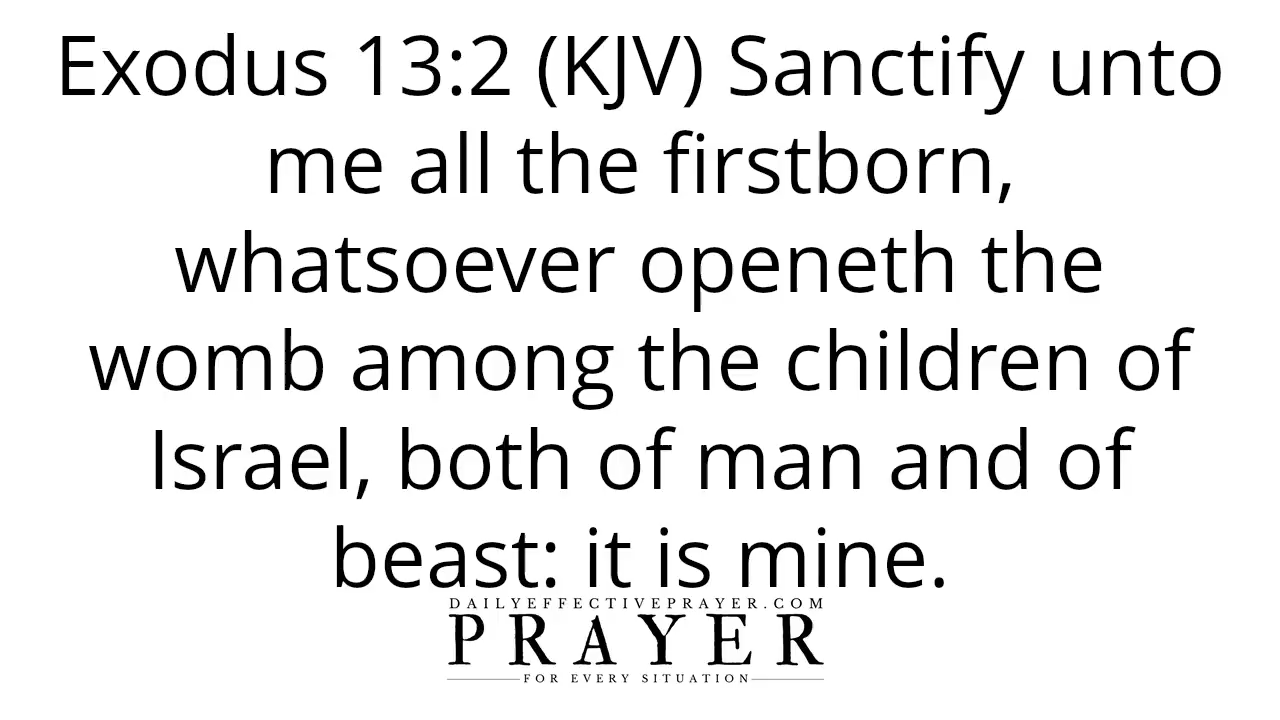 Exodus 13:2 (KJV) Sanctify unto
me all the firstborn,
whatsoever openeth the
womb among the children of
Israel, both of man and of
beast: it is mine.
DAILYEFFECTIVEPRAYER.COM
PRAYER
FOR EVERY SITUATION